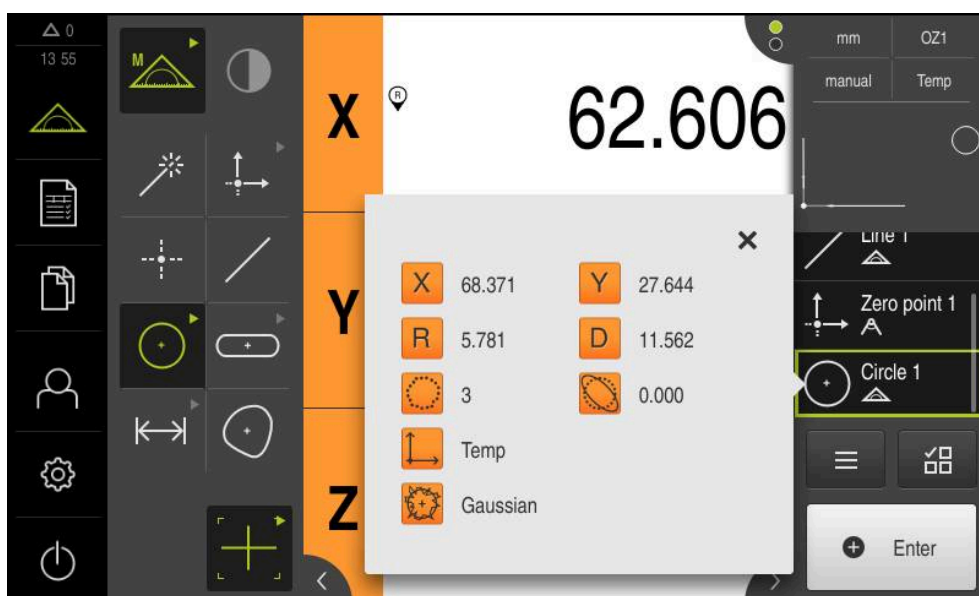 0
13 55
M
X
R
62.606
Y
Z
X 68.371 Y 27.644
R 5.781 D 11.562
3 0.000
Temp
Gaussian
mm OZ1
manual Temp
Line 1
Zero point 1
Circle 1
Enter